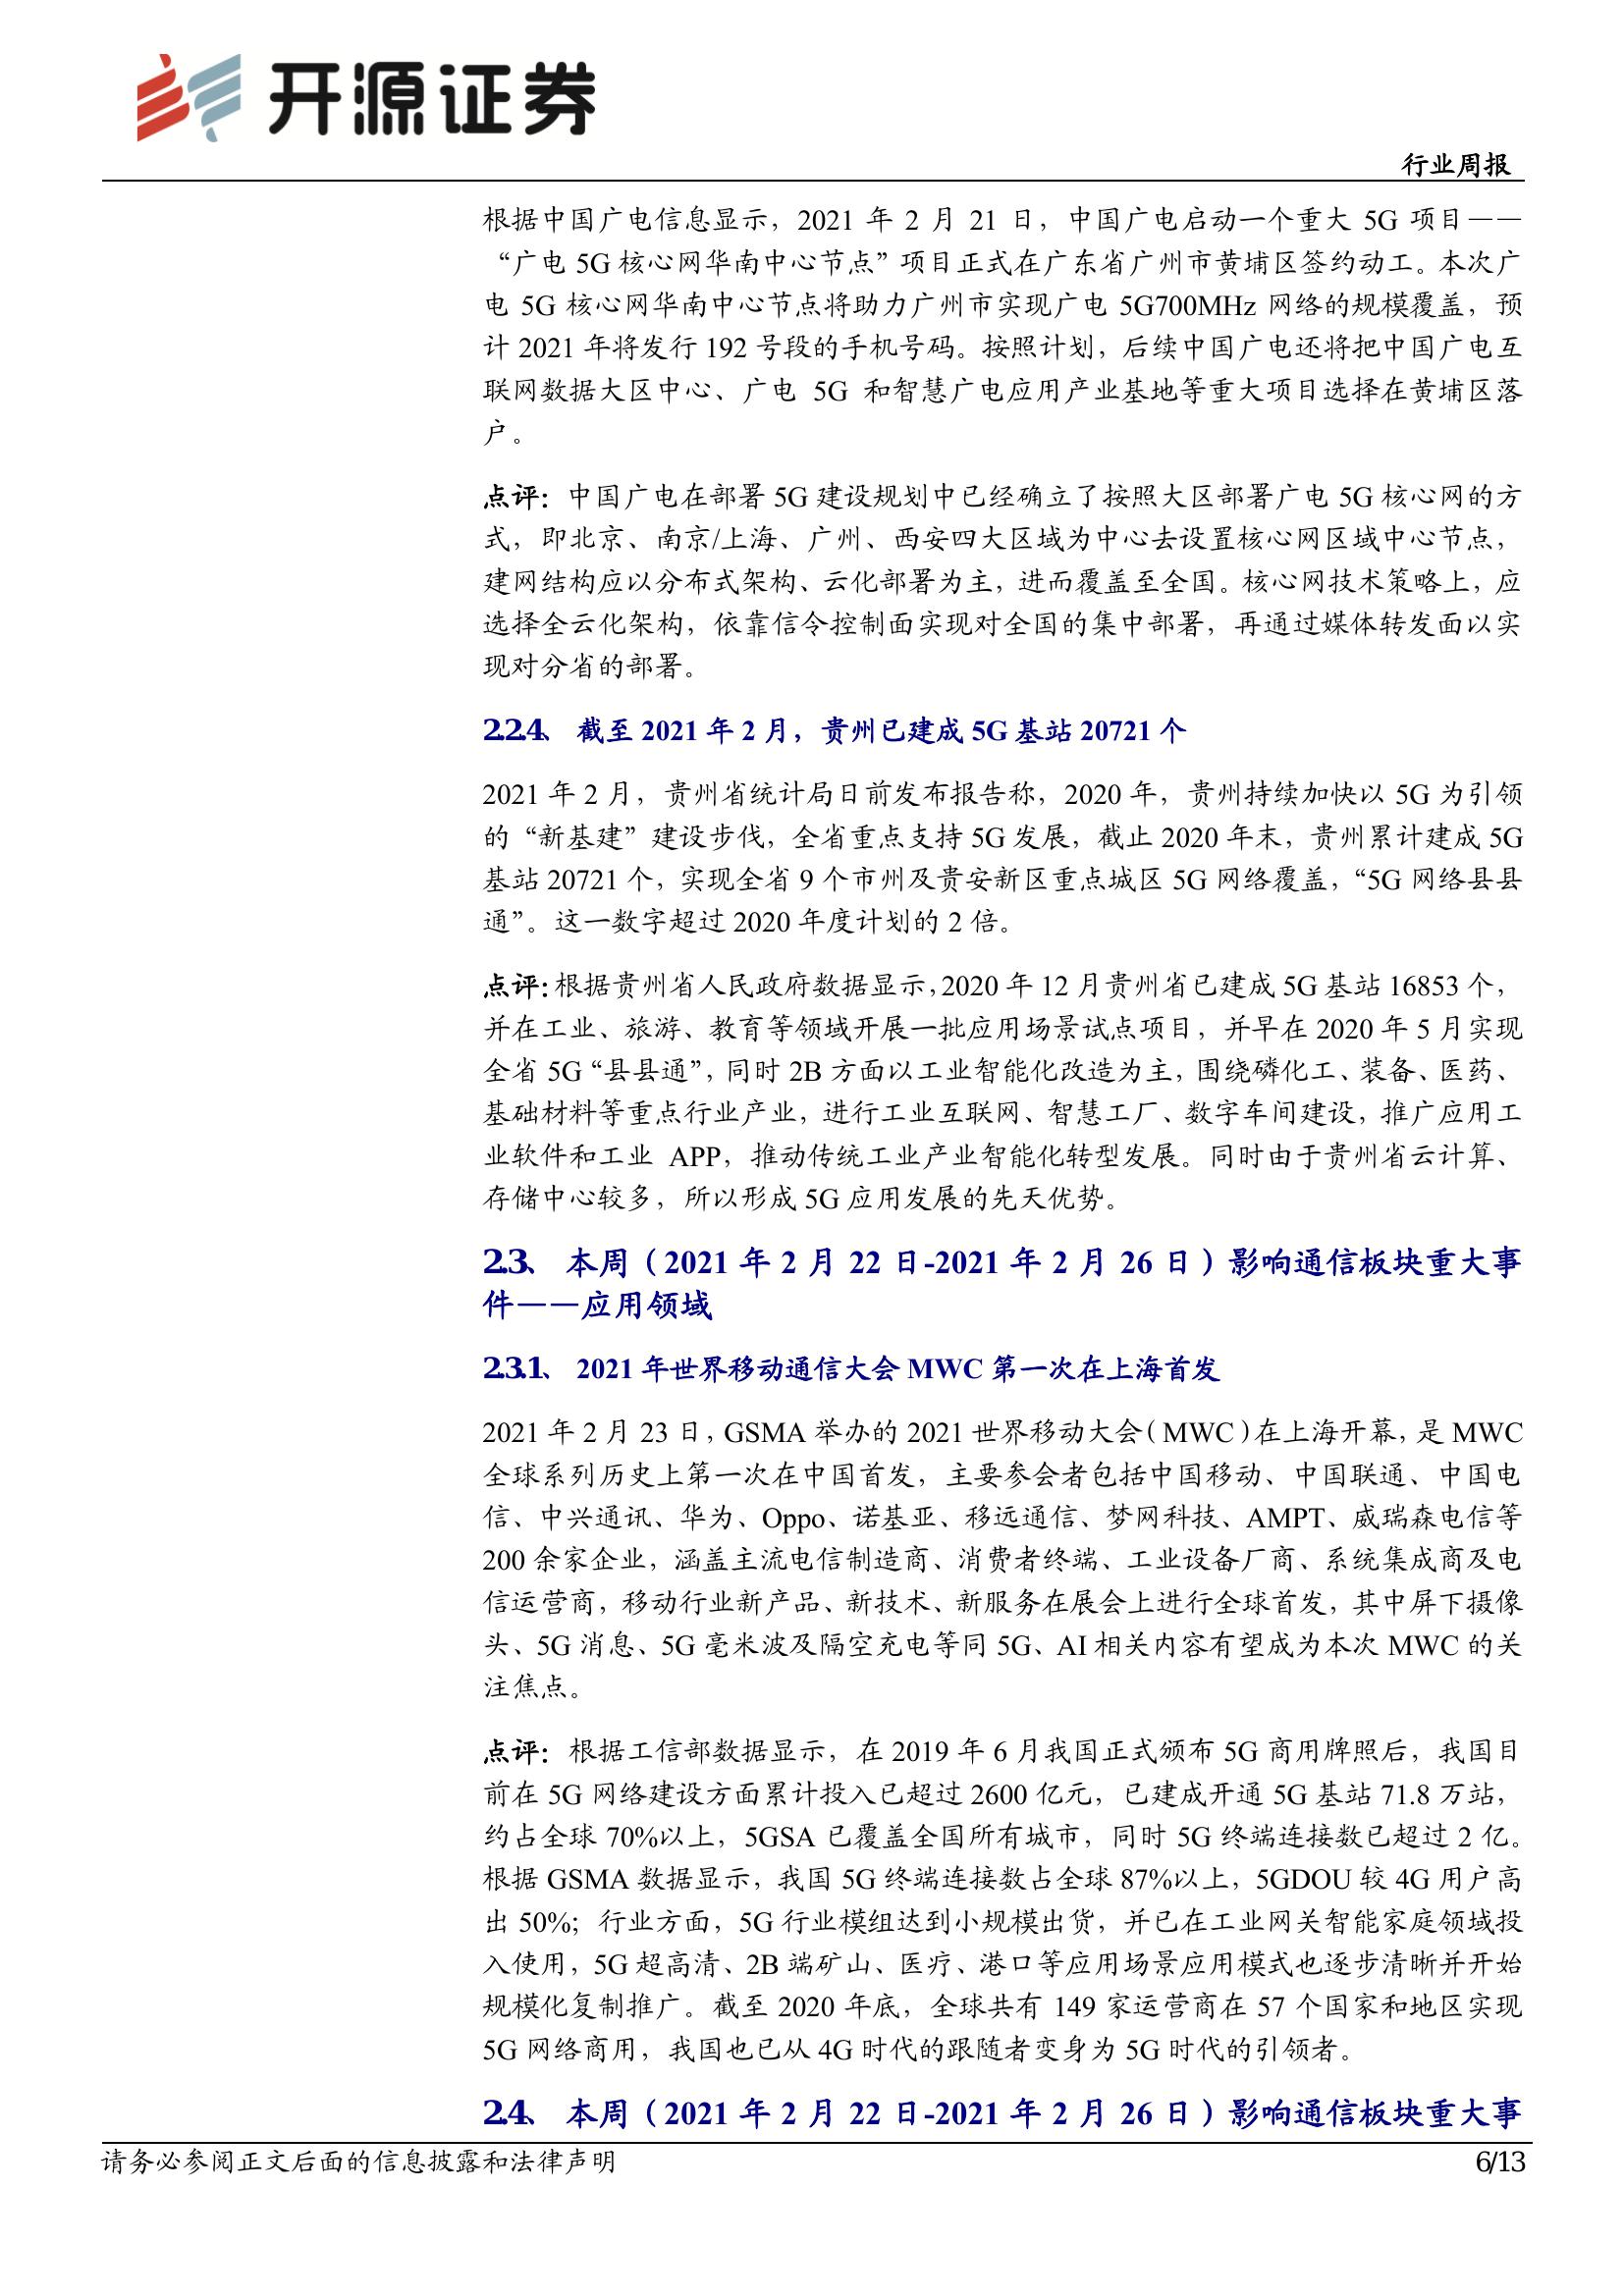 开源证券
行业周报
根据中国广电信息显示，2021 年 2 月 21 日，中国广电启动一个重大 5G 项目——
“广电 5G 核心网华南中心节点”项目正式在广东省广州市黄埔区签约动工。本次广
电 5G 核心网华南中心节点将助力广州市实现广电 5G700MHz 网络的规模覆盖，预
计 2021 年将发行 192 号段的手机号码。按照计划，后续中国广电还将把中国广电互
联网数据大区中心、广电 5G 和智慧广电应用产业基地等重大项目选择在黄埔区落
户。
点评：中国广电在部署 5G 建设规划中已经确立了按照大区部署广电 5G 核心网的方
式，即北京、南京/上海、广州、西安四大区域为中心去设置核心网区域中心节点，
建网结构应以分布式架构、云化部署为主，进而覆盖至全国。核心网技术策略上，应
选择全云化架构，依靠信令控制面实现对全国的集中部署，再通过媒体转发面以实
现对分省的部署。
2.2.4、 截至 2021 年 2 月，贵州已建成 5G 基站 20721 个
2021 年 2 月，贵州省统计局日前发布报告称，2020 年，贵州持续加快以 5G 为引领
的“新基建”建设步伐，全省重点支持 5G 发展，截止 2020 年末，贵州累计建成 5G
基站 20721 个，实现全省 9 个市州及贵安新区重点城区 5G 网络覆盖，“5G 网络县县
通”。这一数字超过 2020 年度计划的 2 倍。
点评：根据贵州省人民政府数据显示，2020 年 12 月贵州省已建成 5G 基站 16853 个，
并在工业、旅游、教育等领域开展一批应用场景试点项目，并早在 2020 年 5 月实现
全省 5G “县县通”，同时 2B 方面以工业智能化改造为主，围绕磷化工、装备、医药、
基础材料等重点行业产业，进行工业互联网、智慧工厂、数字车间建设，推广应用工
业软件和工业 APP，推动传统工业产业智能化转型发展。同时由于贵州省云计算、
存储中心较多，所以形成 5G 应用发展的先天优势。
2.3、 本周（2021 年 2 月 22 日-2021 年 2 月 26 日）影响通信板块重大事
件——应用领域
2.3.1、 2021 年世界移动通信大会 MWC 第一次在上海首发
2021 年 2 月 23 日，GSMA 举办的 2021 世界移动大会（MWC）在上海开幕，是 MWC
全球系列历史上第一次在中国首发，主要参会者包括中国移动、中国联通、中国电
信、中兴通讯、华为、Oppo、诺基亚、移远通信、梦网科技、AMPT、威瑞森电信等
200 余家企业，涵盖主流电信制造商、消费者终端、工业设备厂商、系统集成商及电
信运营商，移动行业新产品、新技术、新服务在展会上进行全球首发，其中屏下摄像
头、5G 消息、5G 毫米波及隔空充电等同 5G、AI 相关内容有望成为本次 MWC 的关
注焦点。
点评：根据工信部数据显示，在 2019 年 6 月我国正式颁布 5G 商用牌照后，我国目
前在 5G 网络建设方面累计投入已超过 2600 亿元，已建成开通 5G 基站 71.8 万站，
约占全球 70%以上，5GSA 已覆盖全国所有城市，同时 5G 终端连接数已超过 2 亿。
根据 GSMA 数据显示，我国 5G 终端连接数占全球 87%以上，5GDOU 较 4G 用户高
出 50%；行业方面，5G 行业模组达到小规模出货，并已在工业网关智能家庭领域投
入使用，5G 超高清、2B 端矿山、医疗、港口等应用场景应用模式也逐步清晰并开始
规模化复制推广。截至 2020 年底，全球共有 149 家运营商在 57 个国家和地区实现
5G 网络商用，我国也已从 4G 时代的跟随者变身为 5G 时代的引领者。
2.4、 本周（2021 年 2 月 22 日-2021 年 2 月 26 日）影响通信板块重大事
请务必参阅正文后面的信息披露和法律声明
6/13